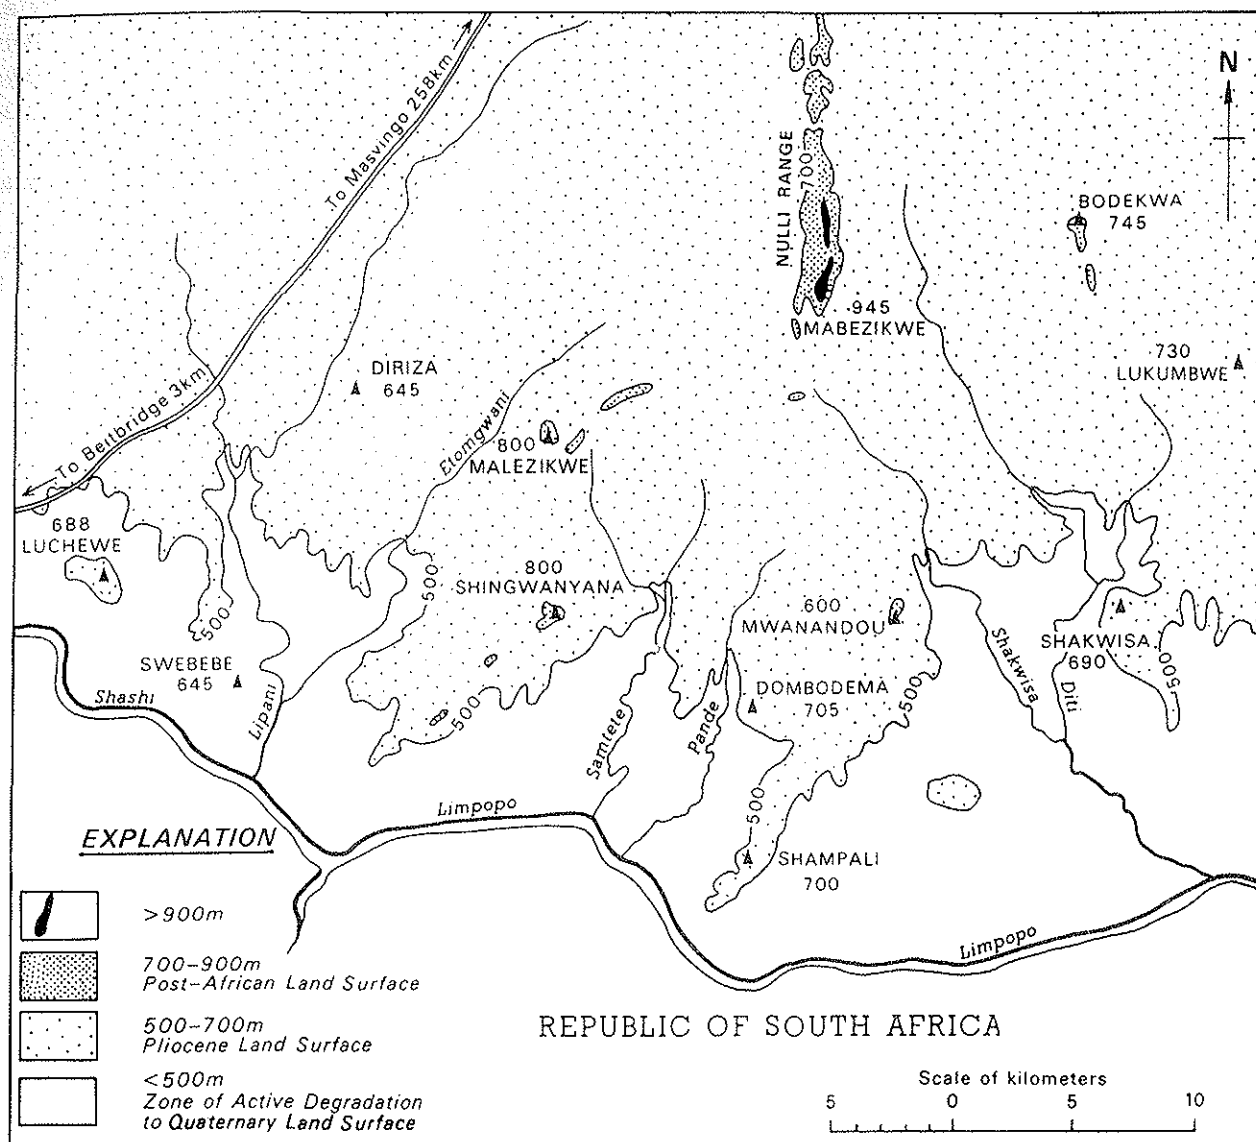 To Masvingo 258km
NULLI RANGE
700
N
BODEKWA
745
945
MABEZIKWE
730
LUKUMBWE
DIRIZA
645
To Beitbridge 3km
Etomgwani
800
MALEZIKWE
688
LUCHEWE
500
500
800
SHINGWANYANA
600
MWANANDOU
SHAKWISA
690
500
Shakwisa
Diti
SWEBEBE
645
Shashi
Lipani
500
Samtete
Pande
DOMBODEMA
705
500
500
Limpopo
SHAMPALI
700
Limpopo
EXPLANATION
>900m
700-900m
Post-African Land Surface
500-700m
Pliocene Land Surface
<500m
Zone of Active Degradation
to Quaternary Land Surface
REPUBLIC OF SOUTH AFRICA
Scale of kilometers
5 0 5 10